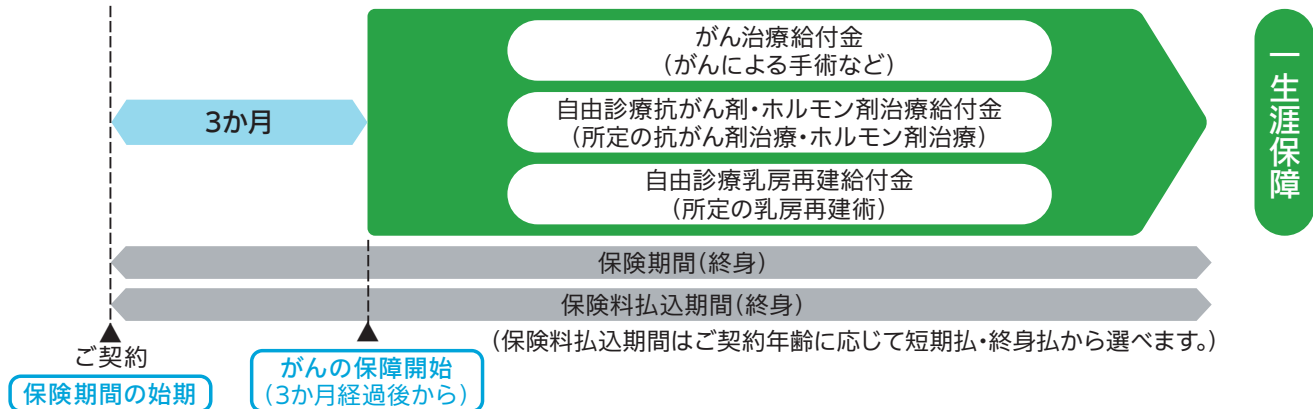 がん治療給付金
(がんによる手術など)
3か月
自由診療抗がん剤・ホルモン剤治療給付金
(所定の抗がん剤治療・ホルモン剤治療)
自由診療乳房再建給付金
(所定の乳房再建術)
一生涯保障
保険期間(終身)
保険料払込期間(終身)
(保険料払込期間はご契約年齢に応じて短期払・終身払から選べます。)
ご契約
保険期間の始期
がんの保障開始
(3か月経過後から)